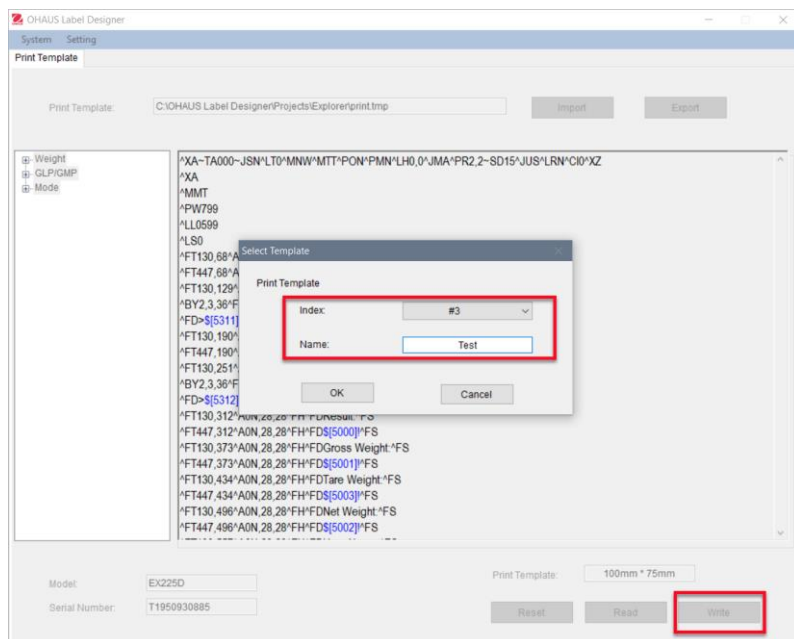 OHAUS Label Designer
System Setting
Print Template
Print Template: C:\OHAUS Label Designer\Projects\Explorer\print.tmp Import Export
Weight
GLP/GMP
Mode
^XA~TA000~JSN^LT0^MNW^MTT^PON^PMN^LH0,0^JMA^PR2,2~SD15^JUS^LRN^CI0^XZ
^XA
^MMT
^PW799
^LL0599
^LS0
^FT130,68^A
^FT447,68^A
^FT130,129^
^BY2,3,36^F
^FD>$[5311]
^FT130,190^
^FT447,190^
^FT130,251^
^BY2,3,36^F
^FD>$[5312]
^FT130,312^A0N,28,28^FH^FDResult:^FS
^FT447,312^A0N,28,28^FH^FD$[5000]!^FS
^FT130,373^A0N,28,28^FH^FDGross Weight:^FS
^FT447,373^A0N,28,28^FH^FD$[5001]!^FS
^FT130,434^A0N,28,28^FH^FDTare Weight:^FS
^FT447,434^A0N,28,28^FH^FD$[5003]!^FS
^FT130,496^A0N,28,28^FH^FDNet Weight:^FS
^FT447,496^A0N,28,28^FH^FD$[5002]!^FS
Select Template
Print Template
Index: #3
Name: Test
OK Cancel
Model: EX225D
Print Template: 100mm * 75mm
Serial Number: T1950930885
Reset Read Write